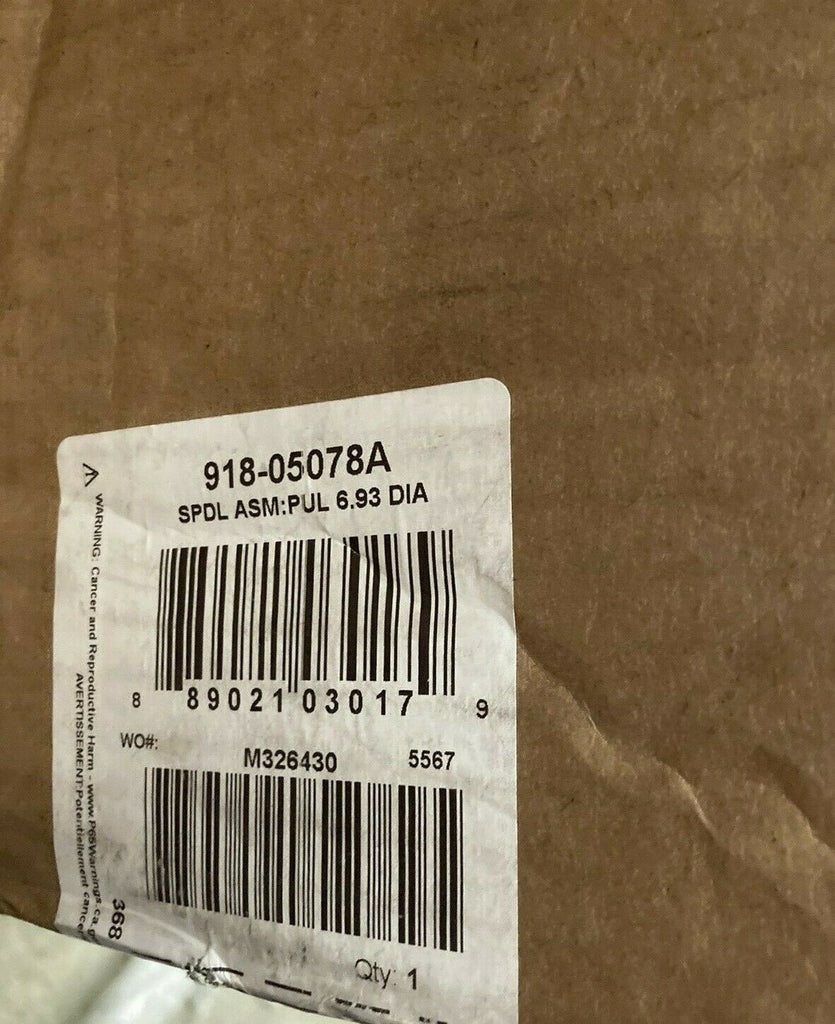 918-05078A
SPDL ASM:PUL 6.93 DIA
8 89021 03017 9
WO#:
M326430 5567
Qty: 1
368
WARNING: Cancer and Reproductive Harm - www.P65Warnings.ca.g
AVERTISSEMENT:Potentiellement cance